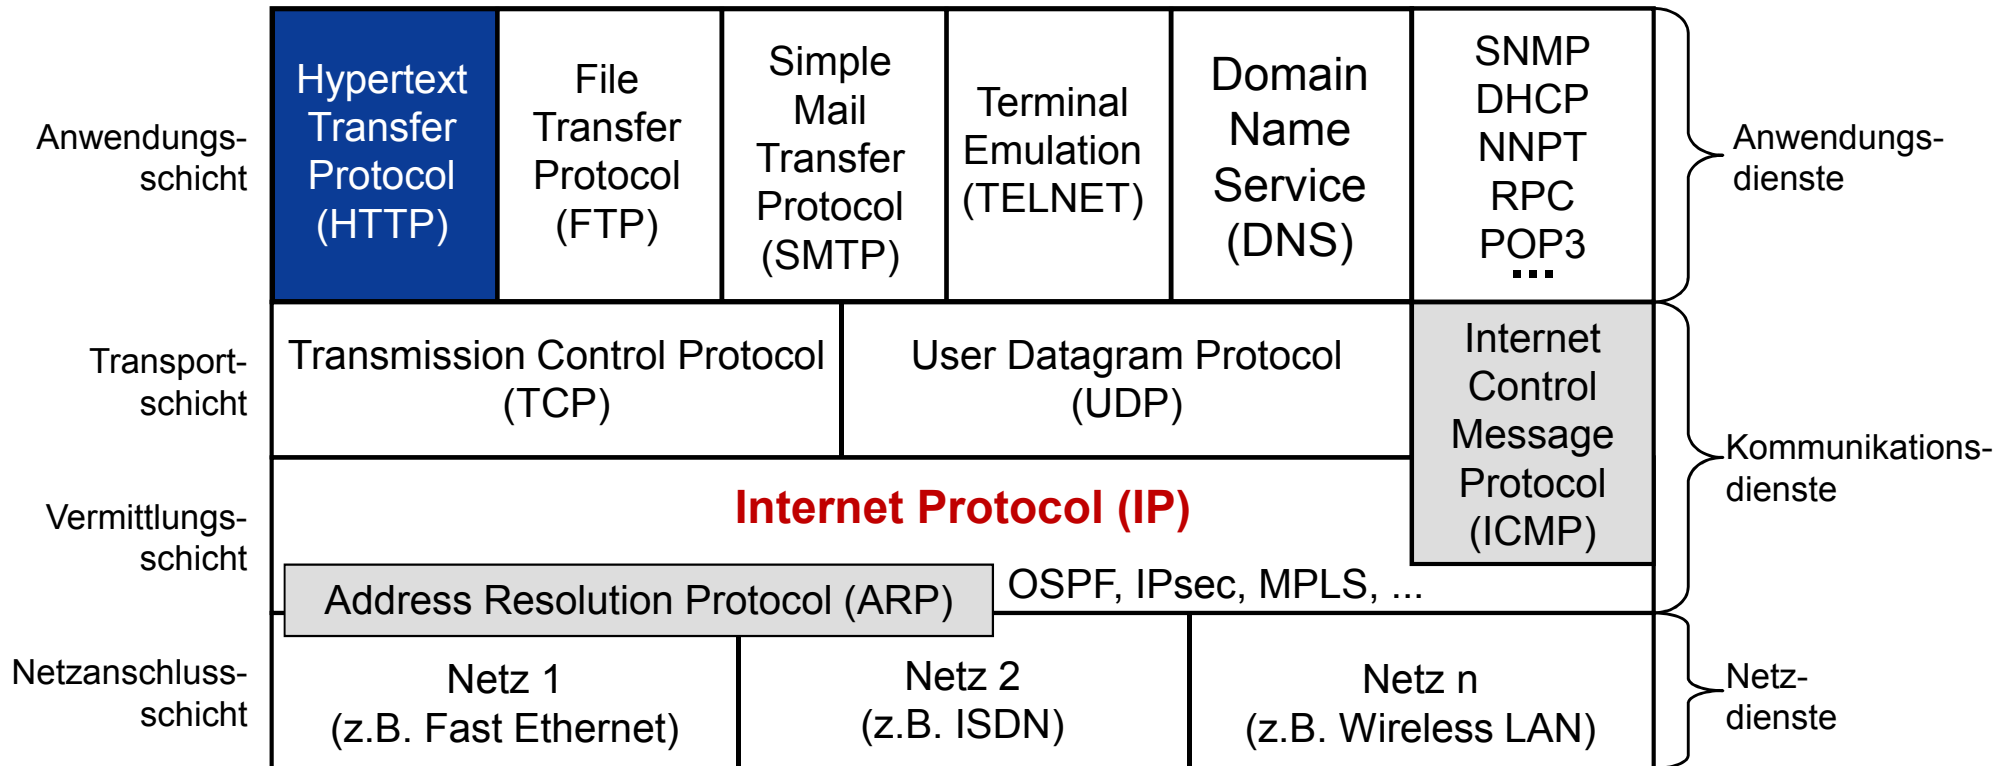 Anwendungs-
schicht
Hypertext
Transfer
Protocol
(HTTP)
File
Transfer
Protocol
(FTP)
Simple
Mail
Transfer
Protocol
(SMTP)
Terminal
Emulation
(TELNET)
Domain
Name
Service
(DNS)
SNMP
DHCP
NNPT
RPC
POP3
...
Anwendungs-
dienste
Transport-
schicht
Transmission Control Protocol
(TCP)
User Datagram Protocol
(UDP)
Internet
Control
Message
Protocol
(ICMP)
Kommunikations-
dienste
Vermittlungs-
schicht
Internet Protocol (IP)
Address Resolution Protocol (ARP)
OSPF, IPsec, MPLS, ...
Netzanschluss-
schicht
Netz 1
(z.B. Fast Ethernet)
Netz 2
(z.B. ISDN)
Netz n
(z.B. Wireless LAN)
Netz-
dienste